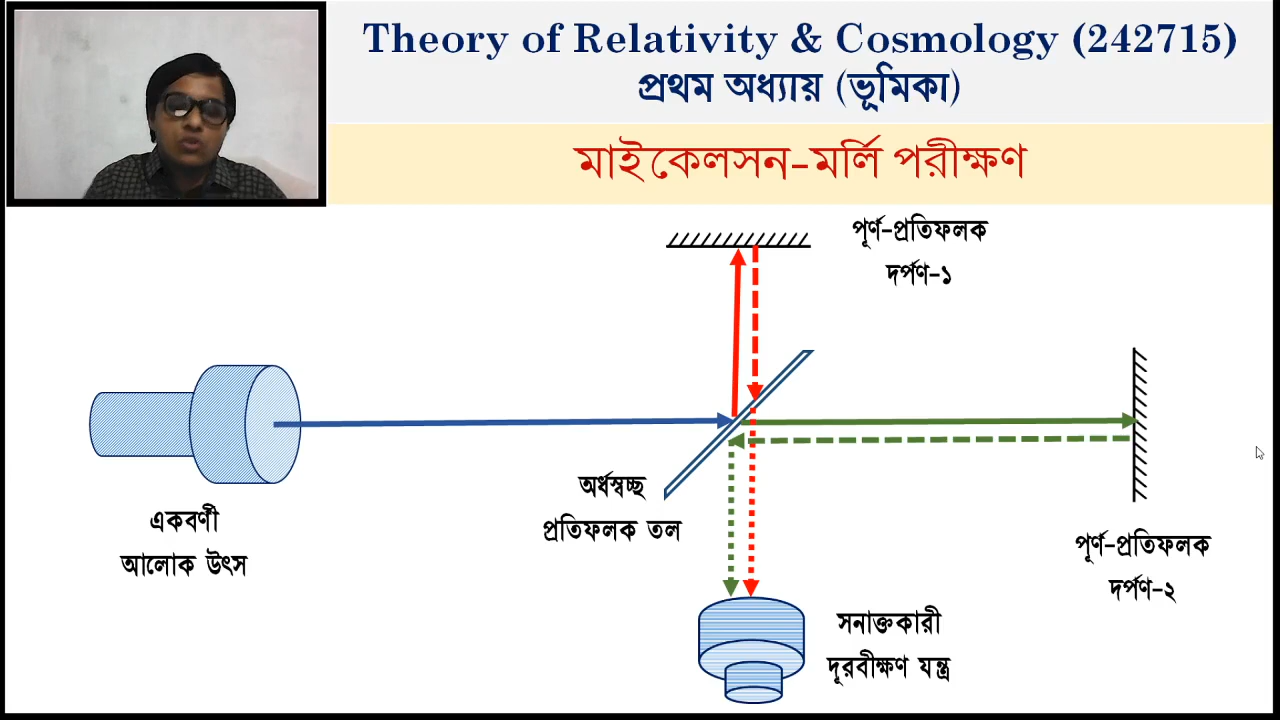 Theory of Relativity & Cosmology (242715)
প্রথম অধ্যায় (ভূমিকা)
মাইকেলসন-মর্লি পরীক্ষণ
পূর্ণ-প্রতিফলক
দর্পণ-১
অর্ধস্বচ্ছ
প্রতিফলক তল
একবর্ণী
আলোক উৎস
পূর্ণ-প্রতিফলক
দর্পণ-২
সনাক্তকারী
দূরবীক্ষণ যন্ত্র